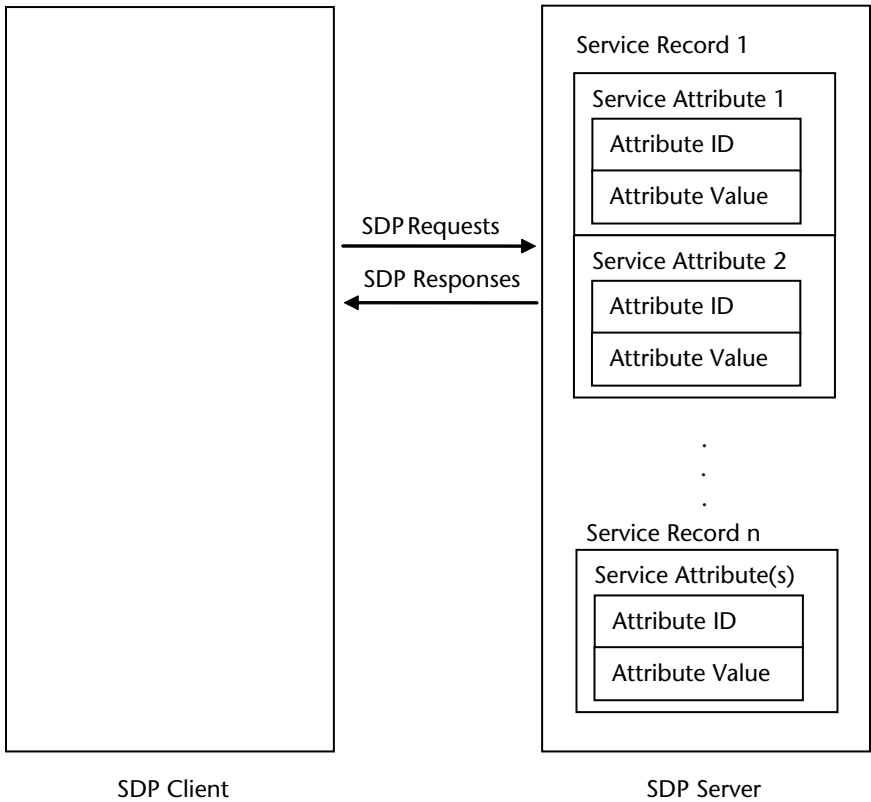 Service Record 1
Service Attribute 1
Attribute ID
Attribute Value
SDP Requests
Service Attribute 2
SDP Responses
Attribute ID
Attribute Value
.
.
.
Service Record n
Service Attribute(s)
Attribute ID
Attribute Value
SDP Client
SDP Server